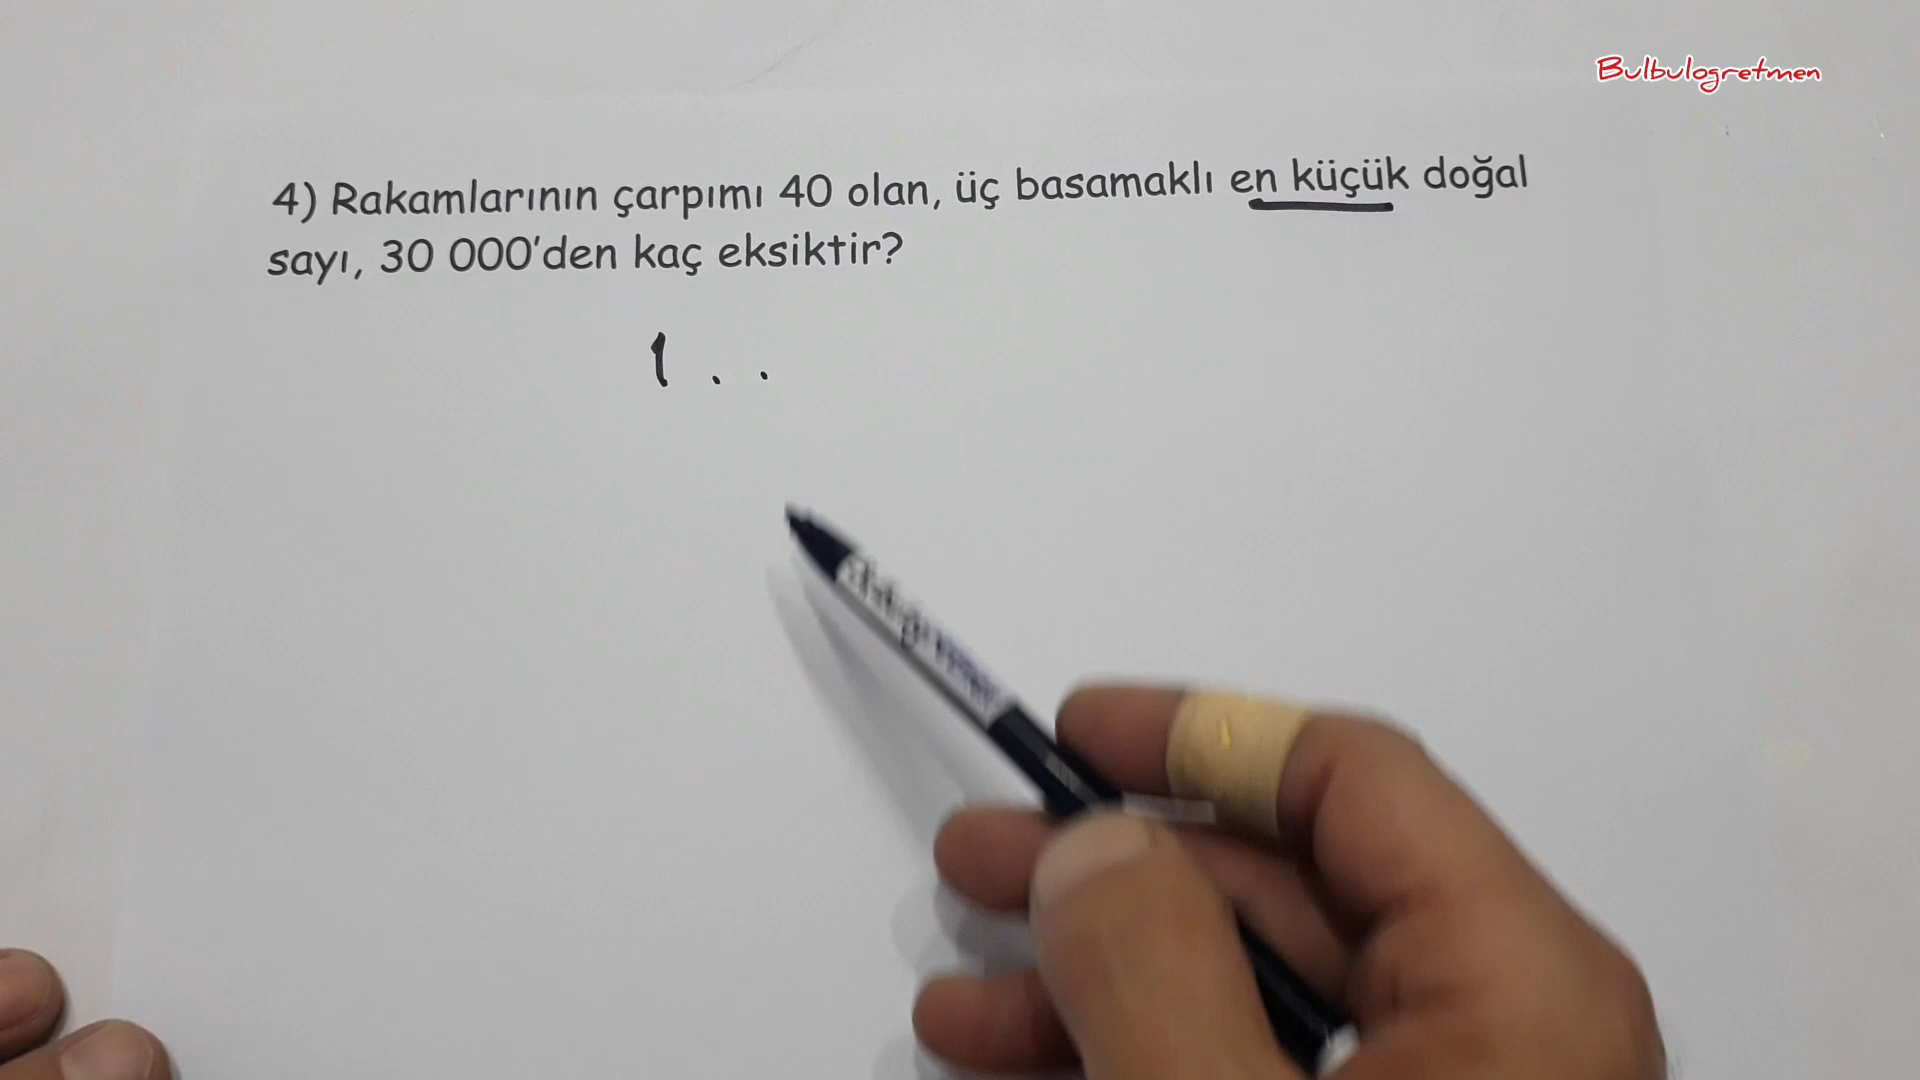 Bulbulogretmen
4) Rakamlarının çarpımı 40 olan, üç basamaklı en küçük doğal
sayı, 30 000'den kaç eksiktir?
1 . .